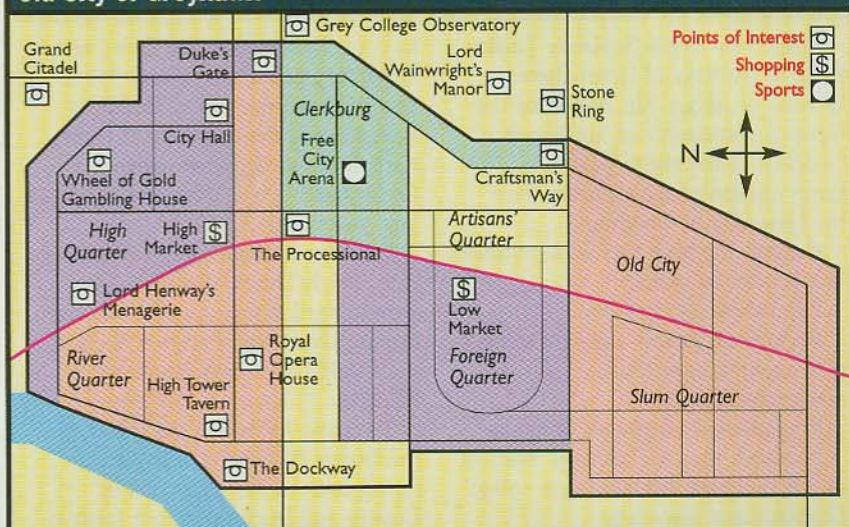 Grey College Observatory
Grand
Citadel
Duke's
Gate
Lord
Wainwright's
Manor
Stone
Ring
Points of Interest
Shopping
$
Sports
N
City Hall
Clerkburg
Free
City
Arena
Craftsman's
Way
Wheel of Gold
Gambling House
High
Quarter
High
Market
$
The Processional
Artisans'
Quarter
Old City
Lord Henway's
Menagerie
$
Low
Market
Foreign
Quarter
River
Quarter
High Tower
Tavern
Royal
Opera
House
Slum Quarter
The Dockway